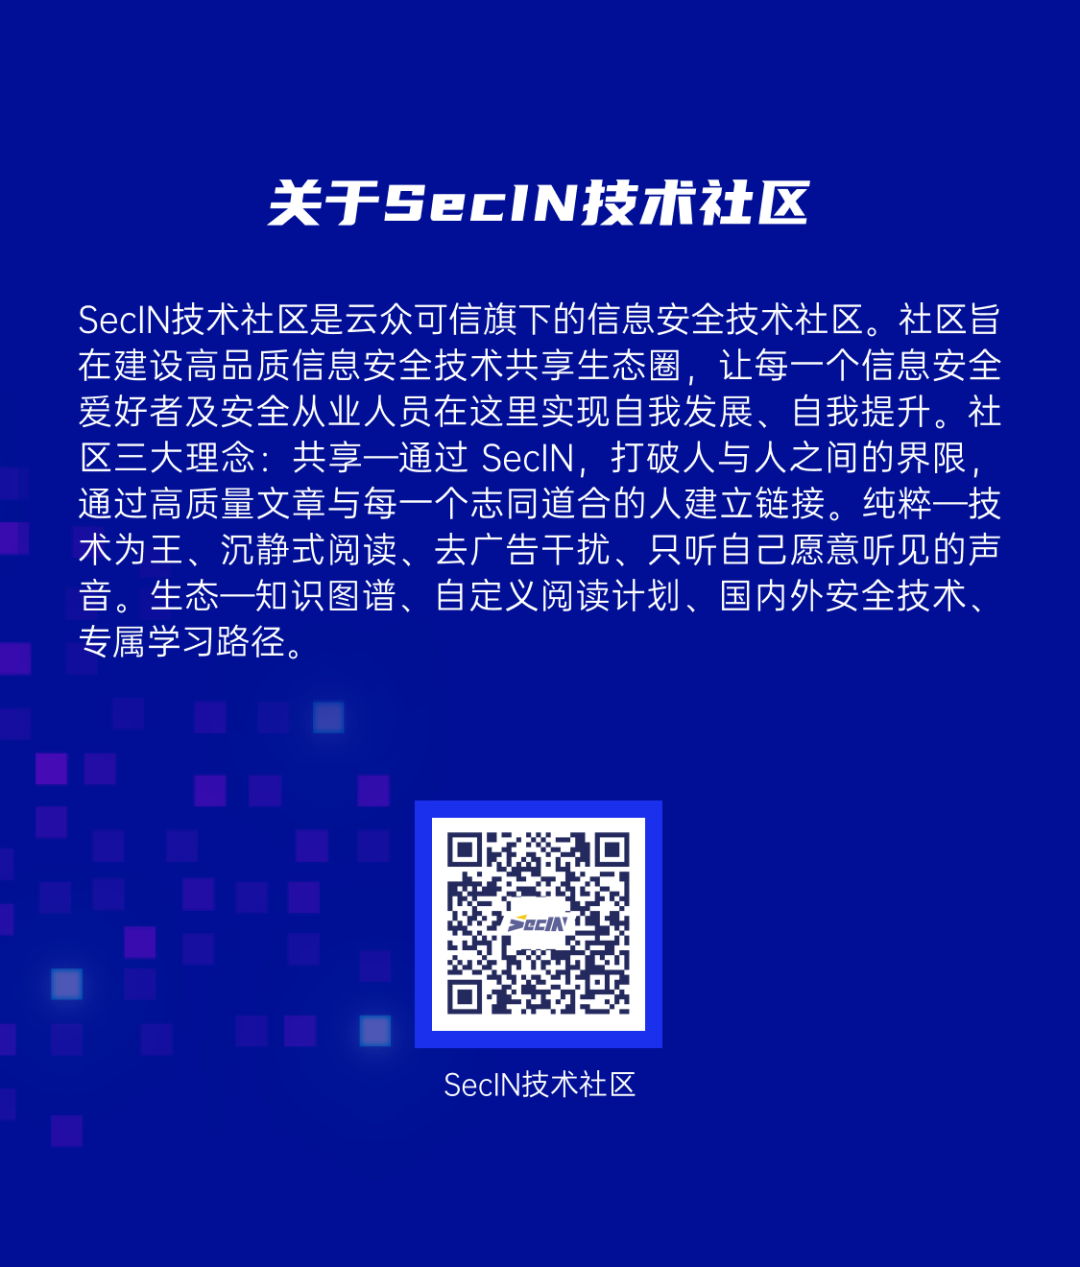 关于SecIN技术社区
SecIN技术社区是云众可信旗下的信息安全技术社区。社区旨
在建设高品质信息安全技术共享生态圈，让每一个信息安全
爱好者及安全从业人员在这里实现自我发展、自我提升。社
区三大理念：共享—通过 SecIN，打破人与人之间的界限，
通过高质量文章与每一个志同道合的人建立链接。纯粹—技
术为王、沉静式阅读、去广告干扰、只听自己愿意听见的声
音。生态—知识图谱、自定义阅读计划、国内外安全技术、
专属学习路径。
SecIN
SecIN技术社区